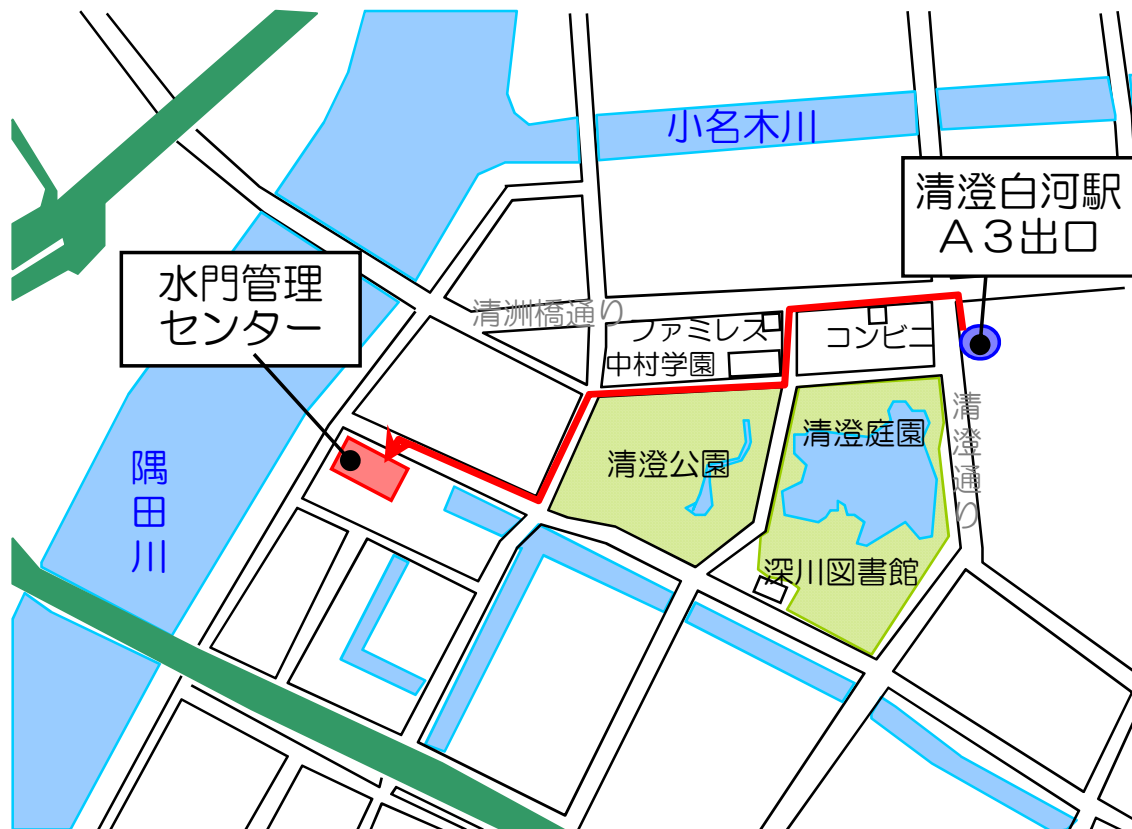 小名木川
清澄白河駅
A3出口
水門管理
センター
清洲橋通り
ファミレス
コンビニ
中村学園
清澄通り
清澄庭園
清澄公園
隅田川
深川図書館